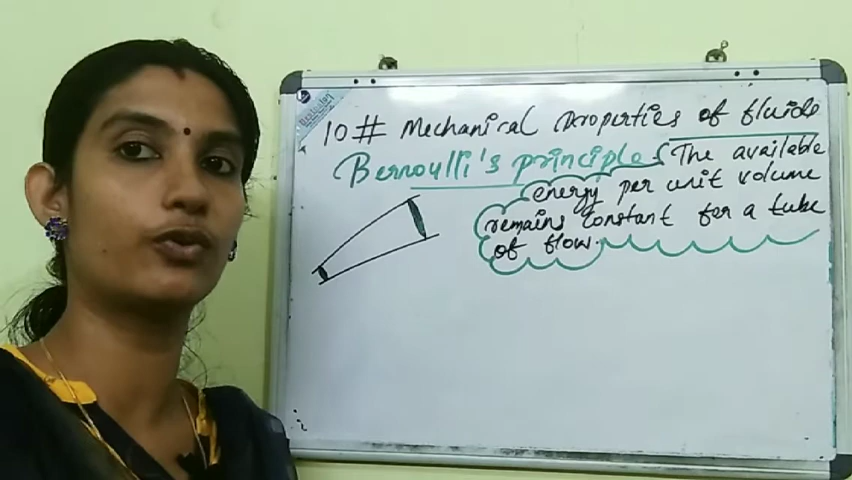 10# Mechanical Properties of fluids
Bernoulli's principle { The available
energy per unit volume
remains constant for a tube
of flow.